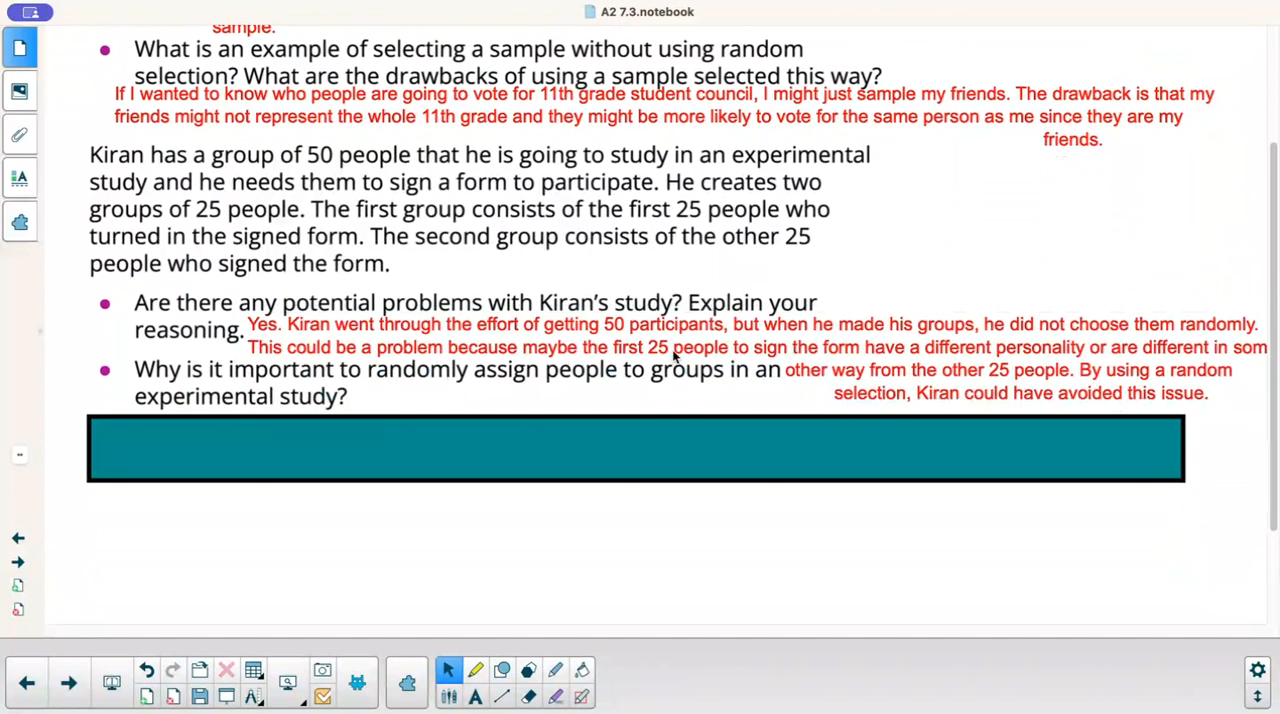 A2 7.3.notebook
sample.
What is an example of selecting a sample without using random
selection? What are the drawbacks of using a sample selected this way?
If I wanted to know who people are going to vote for 11th grade student council, I might just sample my friends. The drawback is that my
friends might not represent the whole 11th grade and they might be more likely to vote for the same person as me since they are my
friends.
Kiran has a group of 50 people that he is going to study in an experimental
study and he needs them to sign a form to participate. He creates two
groups of 25 people. The first group consists of the first 25 people who
turned in the signed form. The second group consists of the other 25
people who signed the form.
Are there any potential problems with Kiran's study? Explain your
reasoning.
Yes. Kiran went through the effort of getting 50 participants, but when he made his groups, he did not choose them randomly.
This could be a problem because maybe the first 25 people to sign the form have a different personality or are different in som
other way from the other 25 people. By using a random
selection, Kiran could have avoided this issue.
Why is it important to randomly assign people to groups in an
experimental study?